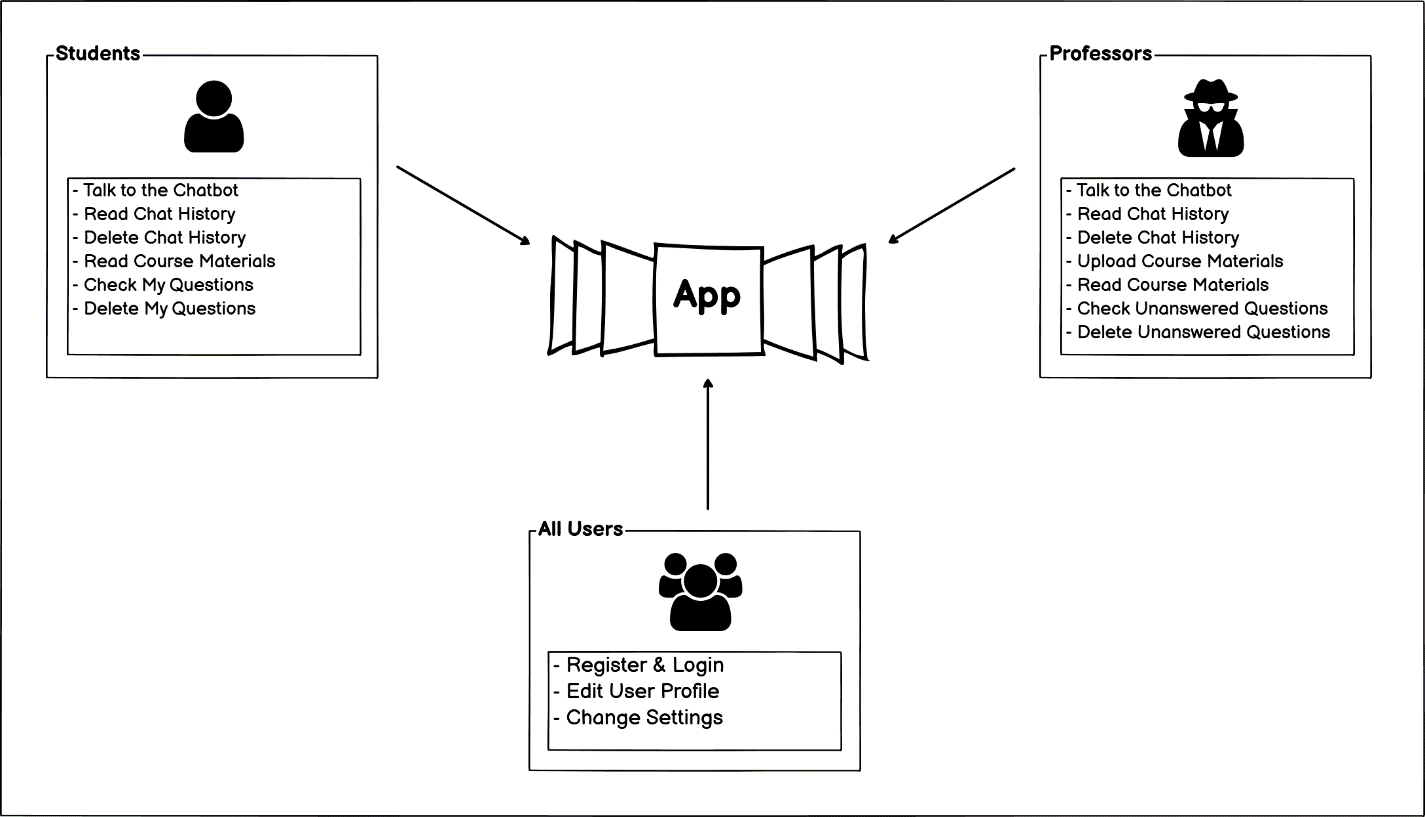 Students
- Talk to the Chatbot
- Read Chat History
- Delete Chat History
- Read Course Materials
- Check My Questions
- Delete My Questions
Professors
- Talk to the Chatbot
- Read Chat History
- Delete Chat History
- Upload Course Materials
- Read Course Materials
- Check Unanswered Questions
- Delete Unanswered Questions
App
All Users
- Register & Login
- Edit User Profile
- Change Settings